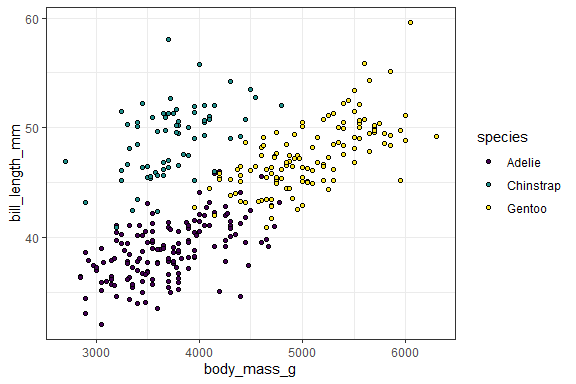 60
50
40
bill_length_mm
3000
4000
5000
6000
body_mass_g
species
Adelie
Chinstrap
Gentoo